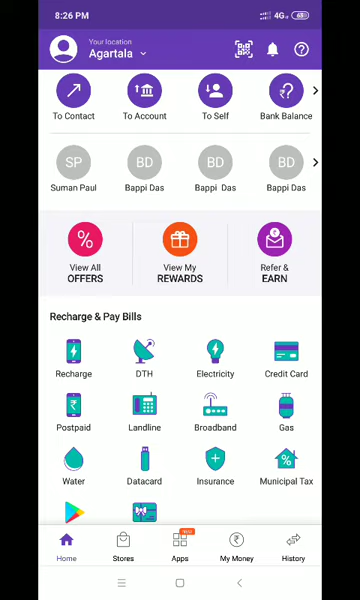 8:26 PM
4G
Your location
Agartala
To Contact
To Account
To Self
Bank Balance
SP
BD
BD
BD
Suman Paul
Bappi Das
Bappi Das
Bappi Das
View All
OFFERS
View My
REWARDS
Refer &
EARN
Recharge & Pay Bills
Recharge
DTH
Electricity
Credit Card
Postpaid
Landline
Broadband
Gas
Water
Datacard
Insurance
Municipal Tax
Home
Stores
Apps
My Money
History